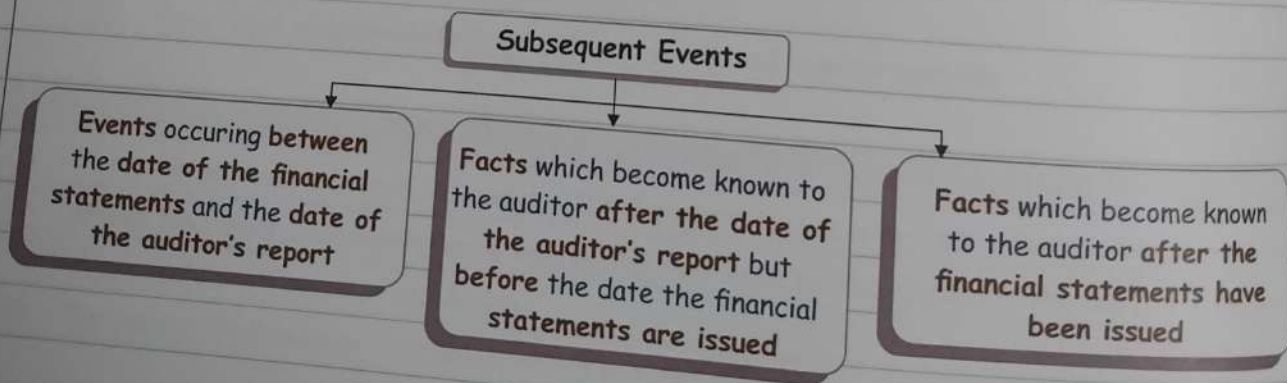 Subsequent Events
Events occuring between
the date of the financial
statements and the date of
the auditor's report
Facts which become known to
the auditor after the date of
the auditor's report but
before the date the financial
statements are issued
Facts which become known
to the auditor after the
financial statements have
been issued